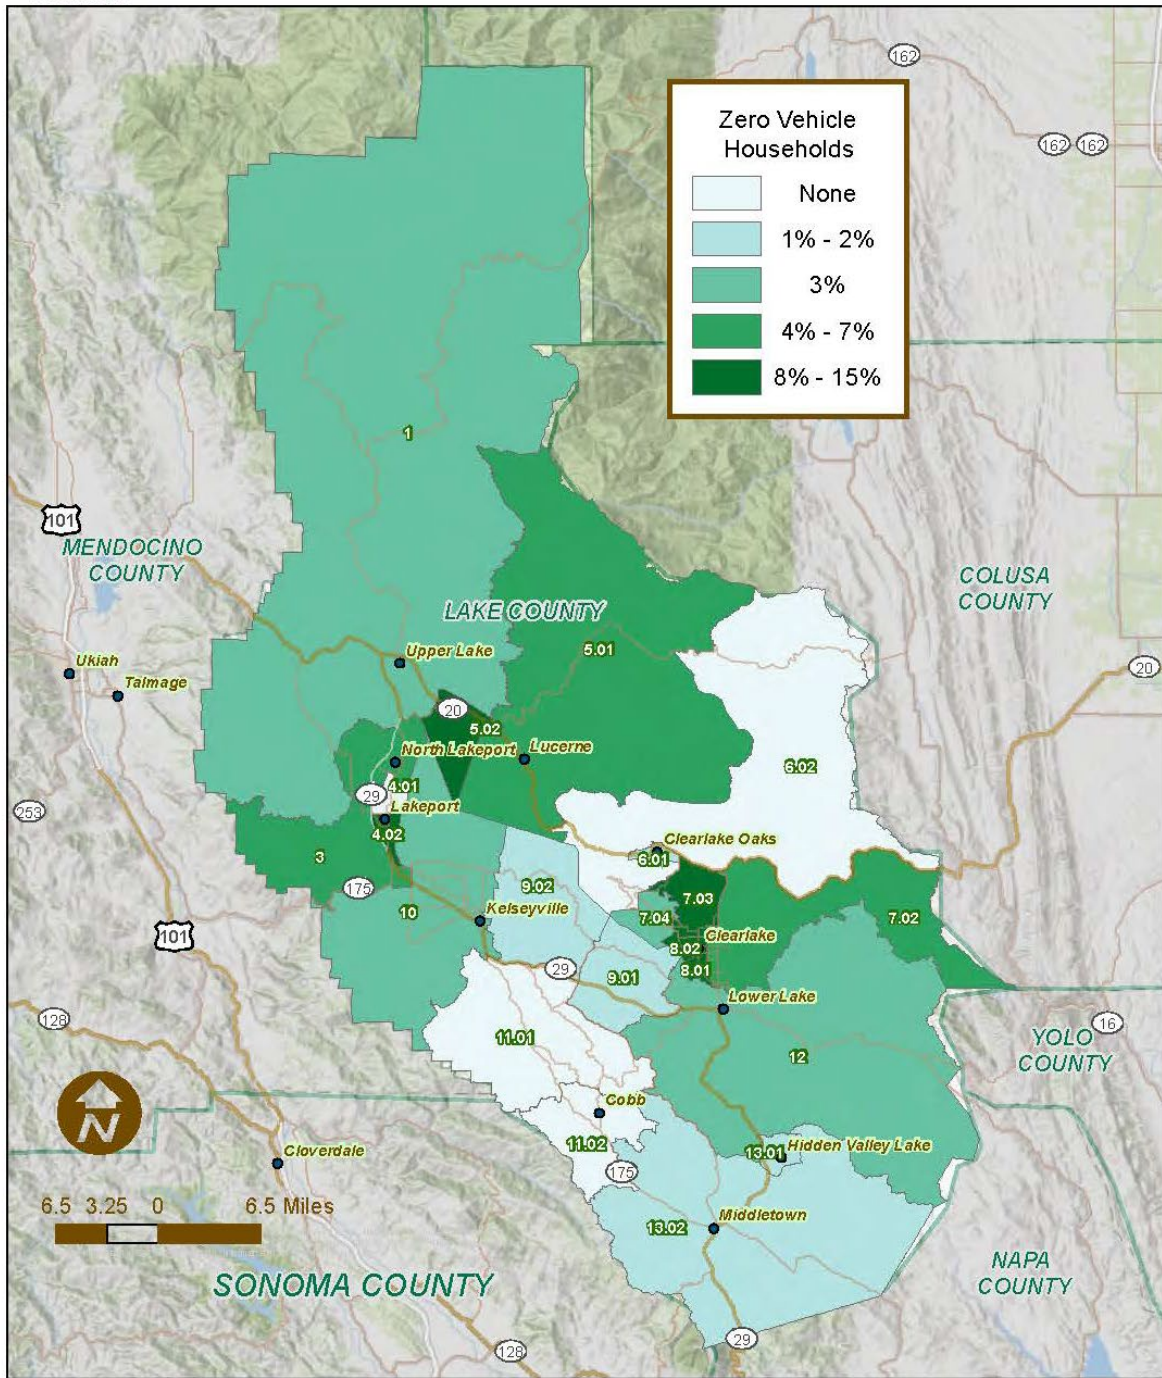 162
Zero Vehicle
Households
None
1% - 2%
3%
4% - 7%
8% - 15%
162
162
1
101
MENDOCINO
COUNTY
COLUSA
COUNTY
LAKE COUNTY
5.01
Upper Lake
Ukiah
Talmage
20
20
5.02
North Lakeport
Lucerne
6.02
4.01
29
Lakeport
253
4.02
Clearlake Oaks
6.01
3
175
9.02
7.03
10
Kelseyville
7.04
7.02
101
Clearlake
8.02
29
9.01
8.01
Lower Lake
128
16
YOLO
COUNTY
11.01
12
N
Cobb
11.02
Hidden Valley Lake
13.01
Cloverdale
175
6.5 3.25 0 6.5 Miles
13.02
Middletown
SONOMA COUNTY
NAPA
COUNTY
29
128